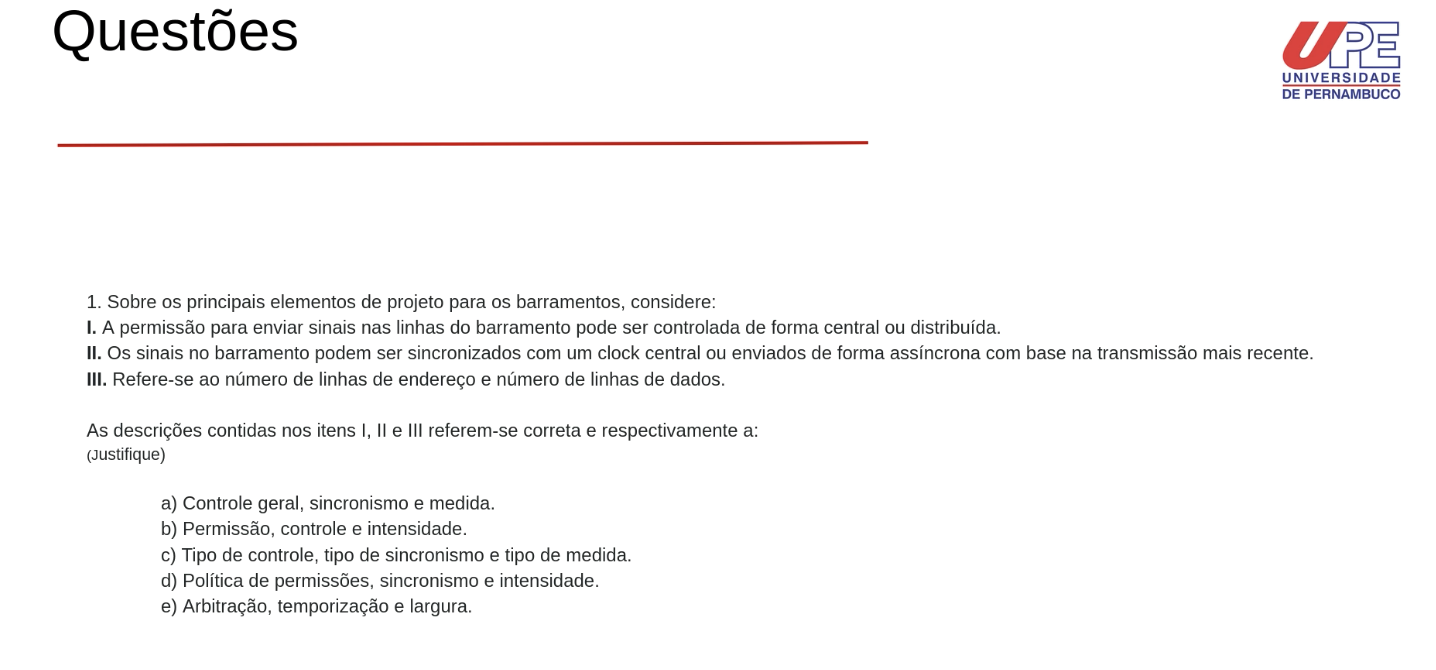 Questões
UPE
UNIVERSIDADE
DE PERNAMBUCO
1. Sobre os principais elementos de projeto para os barramentos, considere:
I. A permissão para enviar sinais nas linhas do barramento pode ser controlada de forma central ou distribuída.
II. Os sinais no barramento podem ser sincronizados com um clock central ou enviados de forma assíncrona com base na transmissão mais recente.
III. Refere-se ao número de linhas de endereço e número de linhas de dados.
As descrições contidas nos itens I, II e III referem-se correta e respectivamente a:
(Justifique)
a) Controle geral, sincronismo e medida.
b) Permissão, controle e intensidade.
c) Tipo de controle, tipo de sincronismo e tipo de medida.
d) Política de permissões, sincronismo e intensidade.
e) Arbitração, temporização e largura.